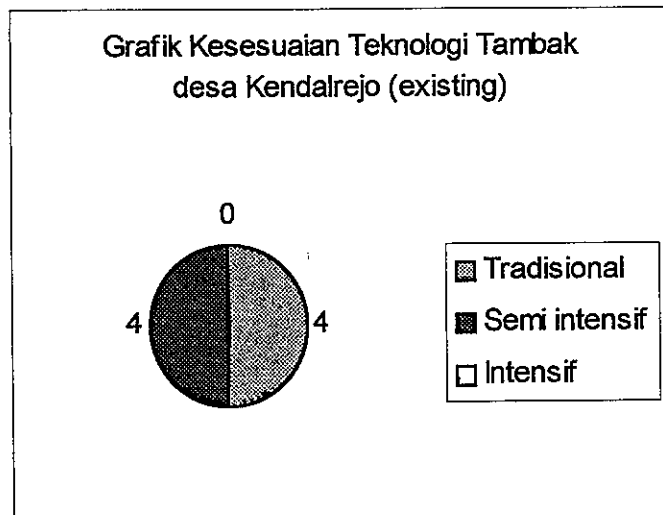 Grafik Kesesuaian Teknologi Tambak
desa Kendalrejo (existing)
0
4
4
Tradisional
Semi intensif
Intensif